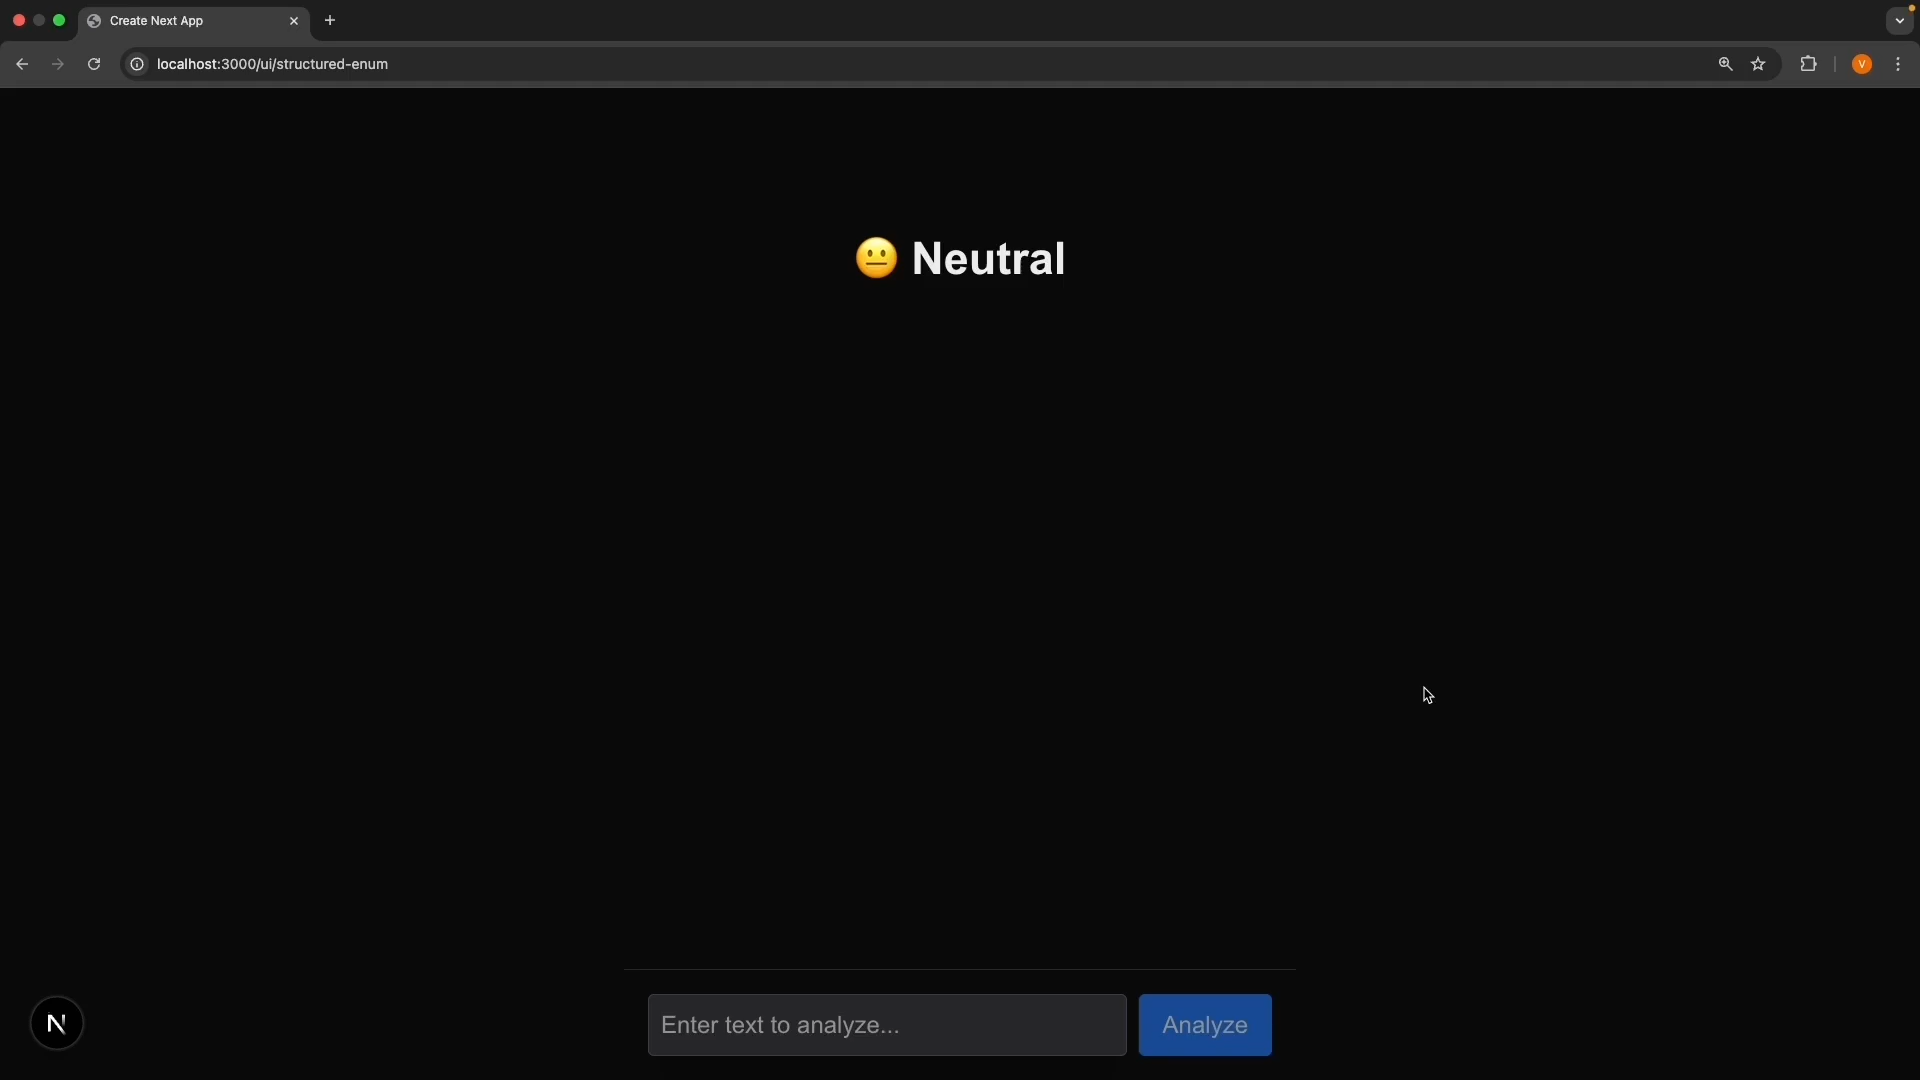 Create Next App
localhost:3000/ui/structured-enum
V
😐 Neutral
N
Enter text to analyze...
Analyze